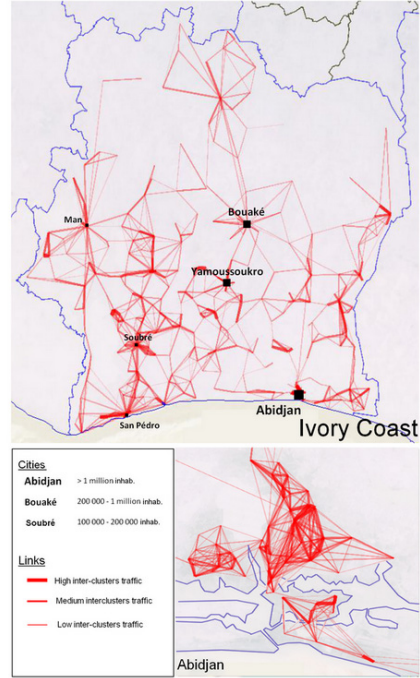 Man
Bouaké
Yamoussoukro
Soubré
San Pédro
Abidjan
Ivory Coast
Cities
Abidjan > 1 million inhab.
Bouaké 200 000 - 1 million inhab.
Soubré 100 000 - 200 000 inhab.
Links
High inter-clusters traffic
Medium interclusters traffic
Low inter-clusters traffic
Abidjan